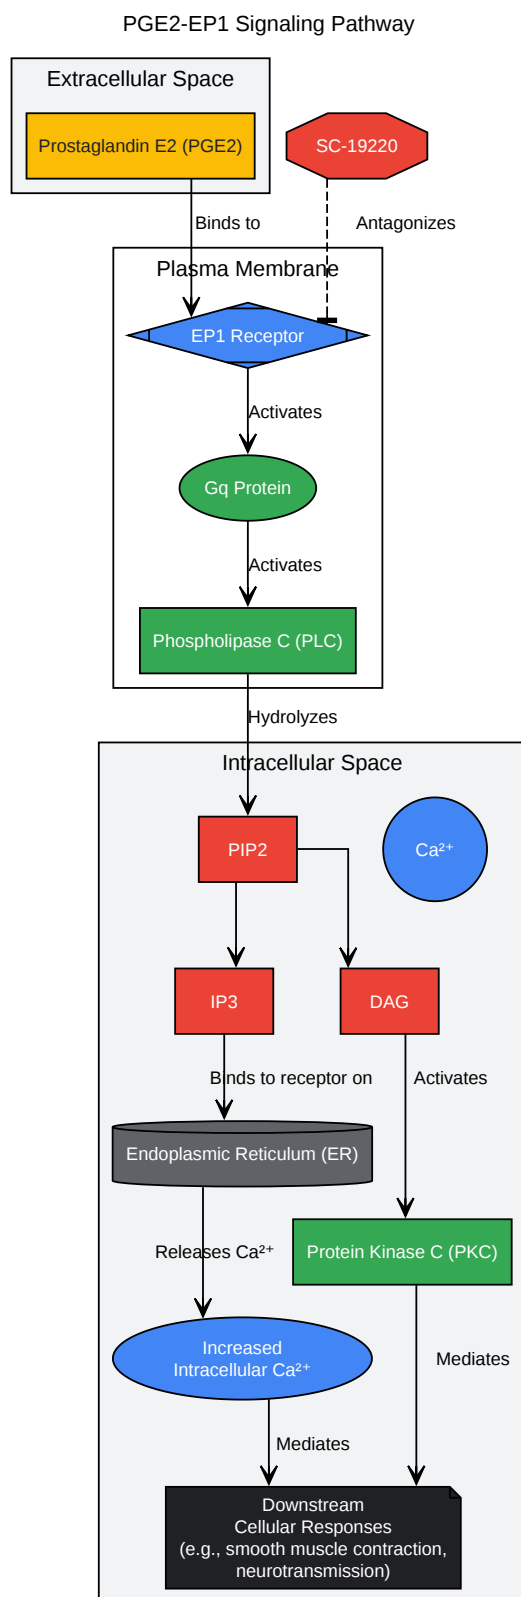 PGE2-EP1 Signaling Pathway
Extracellular Space
Prostaglandin E2 (PGE2)
SC-19220
Binds to
Antagonizes
Plasma Membrane
EP1 Receptor
Activates
Gq Protein
Activates
Phospholipase C (PLC)
Hydrolyzes
Intracellular Space
PIP2
Ca²⁺
IP3
DAG
Binds to receptor on
Activates
Endoplasmic Reticulum (ER)
Releases Ca²⁺
Protein Kinase C (PKC)
Increased
Intracellular Ca²⁺
Mediates
Mediates
Downstream
Cellular Responses
(e.g., smooth muscle contraction,
neurotransmission)